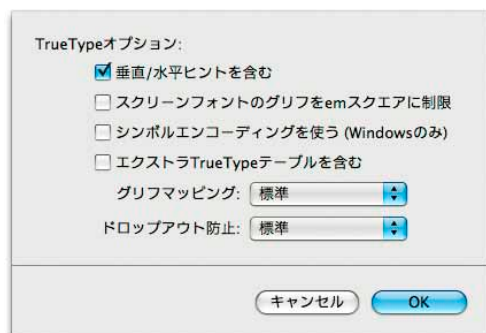 TrueTypeオプション:
垂直/水平ヒントを含む
スクリーンフォントのグリフをemスクエアに制限
シンボルエンコーディングを使う (Windowsのみ)
エクストラTrueTypeテーブルを含む
グリフマッピング: 標準
ドロップアウト防止: 標準
キャンセル OK